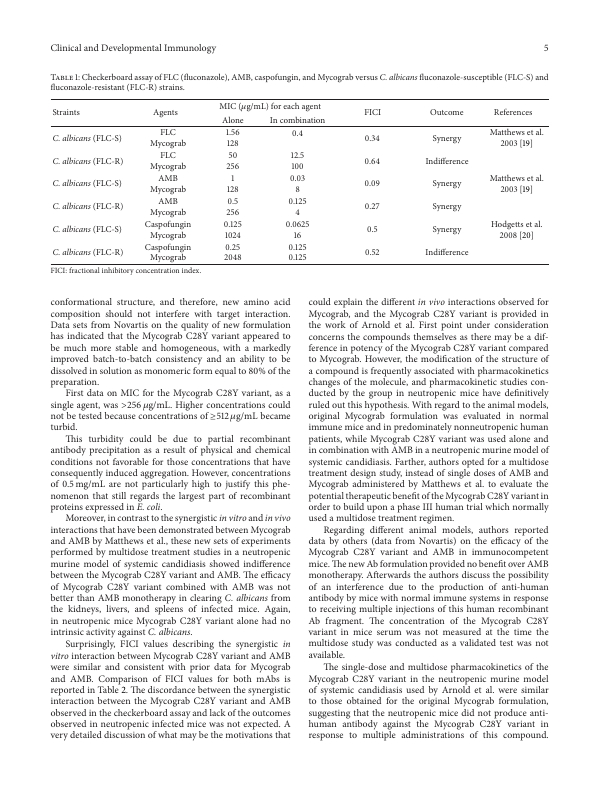 Clinical and Developmental Immunology 5
Table 1: Checkerboard assay of FLC (fluconazole), AMB, caspofungin, and Mycograb versus C. albicans fluconazole-susceptible (FLC-S) and
fluconazole-resistant (FLC-R) strains.
Straints Agents MIC (μg/mL) for each agent FICI Outcome References
Alone In combination
C. albicans (FLC-S) FLC 1.56 0.4 0.34 Synergy Matthews et al.
Mycograb 128 2003 [19]
C. albicans (FLC-R) FLC 50 12.5 0.64 Indifference
Mycograb 256 100
C. albicans (FLC-S) AMB 1 0.03 0.09 Synergy Matthews et al.
Mycograb 128 8 2003 [19]
C. albicans (FLC-R) AMB 0.5 0.125 0.27 Synergy
Mycograb 256 4
C. albicans (FLC-S) Caspofungin 0.125 0.0625 0.5 Synergy Hodgetts et al.
Mycograb 1024 16 2008 [20]
C. albicans (FLC-R) Caspofungin 0.25 0.125 0.52 Indifference
Mycograb 2048 0.125
FICI: fractional inhibitory concentration index.
conformational structure, and therefore, new amino acid
composition should not interfere with target interaction.
Data sets from Novartis on the quality of new formulation
has indicated that the Mycograb C28Y variant appeared to
be much more stable and homogeneous, with a markedly
improved batch-to-batch consistency and an ability to be
dissolved in solution as monomeric form equal to 80% of the
preparation.
First data on MIC for the Mycograb C28Y variant, as a
single agent, was >256 μg/mL. Higher concentrations could
not be tested because concentrations of ≥512 μg/mL became
turbid.
This turbidity could be due to partial recombinant
antibody precipitation as a result of physical and chemical
conditions not favorable for those concentrations that have
consequently induced aggregation. However, concentrations
of 0.5 mg/mL are not particularly high to justify this phe-
nomenon that still regards the largest part of recombinant
proteins expressed in E. coli.
Moreover, in contrast to the synergistic in vitro and in vivo
interactions that have been demonstrated between Mycograb
and AMB by Matthews et al., these new sets of experiments
performed by multidose treatment studies in a neutropenic
murine model of systemic candidiasis showed indifference
between the Mycograb C28Y variant and AMB. The efficacy
of Mycograb C28Y variant combined with AMB was not
better than AMB monotherapy in clearing C. albicans from
the kidneys, livers, and spleens of infected mice. Again,
in neutropenic mice Mycograb C28Y variant alone had no
intrinsic activity against C. albicans.
Surprisingly, FICI values describing the synergistic in
vitro interaction between Mycograb C28Y variant and AMB
were similar and consistent with prior data for Mycograb
and AMB. Comparison of FICI values for both mAbs is
reported in Table 2. The discordance between the synergistic
interaction between the Mycograb C28Y variant and AMB
observed in the checkerboard assay and lack of the outcomes
observed in neutropenic infected mice was not expected. A
very detailed discussion of what may be the motivations that
could explain the different in vivo interactions observed for
Mycograb, and the Mycograb C28Y variant is provided in
the work of Arnold et al. First point under consideration
concerns the compounds themselves as there may be a dif-
ference in potency of the Mycograb C28Y variant compared
to Mycograb. However, the modification of the structure of
a compound is frequently associated with pharmacokinetics
changes of the molecule, and pharmacokinetic studies con-
ducted by the group in neutropenic mice have definitively
ruled out this hypothesis. With regard to the animal models,
original Mycograb formulation was evaluated in normal
immune mice and in predominately nonneutropenic human
patients, while Mycograb C28Y variant was used alone and
in combination with AMB in a neutropenic murine model of
systemic candidiasis. Farther, authors opted for a multidose
treatment design study, instead of single doses of AMB and
Mycograb administered by Matthews et al. to evaluate the
potential therapeutic benefit of the Mycograb C28Y variant in
order to build upon a phase III human trial which normally
used a multidose treatment regimen.
Regarding different animal models, authors reported
data by others (data from Novartis) on the efficacy of the
Mycograb C28Y variant and AMB in immunocompetent
mice. The new Ab formulation provided no benefit over AMB
monotherapy. Afterwards the authors discuss the possibility
of an interference due to the production of anti-human
antibody by mice with normal immune systems in response
to receiving multiple injections of this human recombinant
Ab fragment. The concentration of the Mycograb C28Y
variant in mice serum was not measured at the time the
multidose study was conducted as a validated test was not
available.
The single-dose and multidose pharmacokinetics of the
Mycograb C28Y variant in the neutropenic murine model
of systemic candidiasis used by Arnold et al. were similar
to those obtained for the original Mycograb formulation,
suggesting that the neutropenic mice did not produce anti-
human antibody against the Mycograb C28Y variant in
response to multiple administrations of this compound.